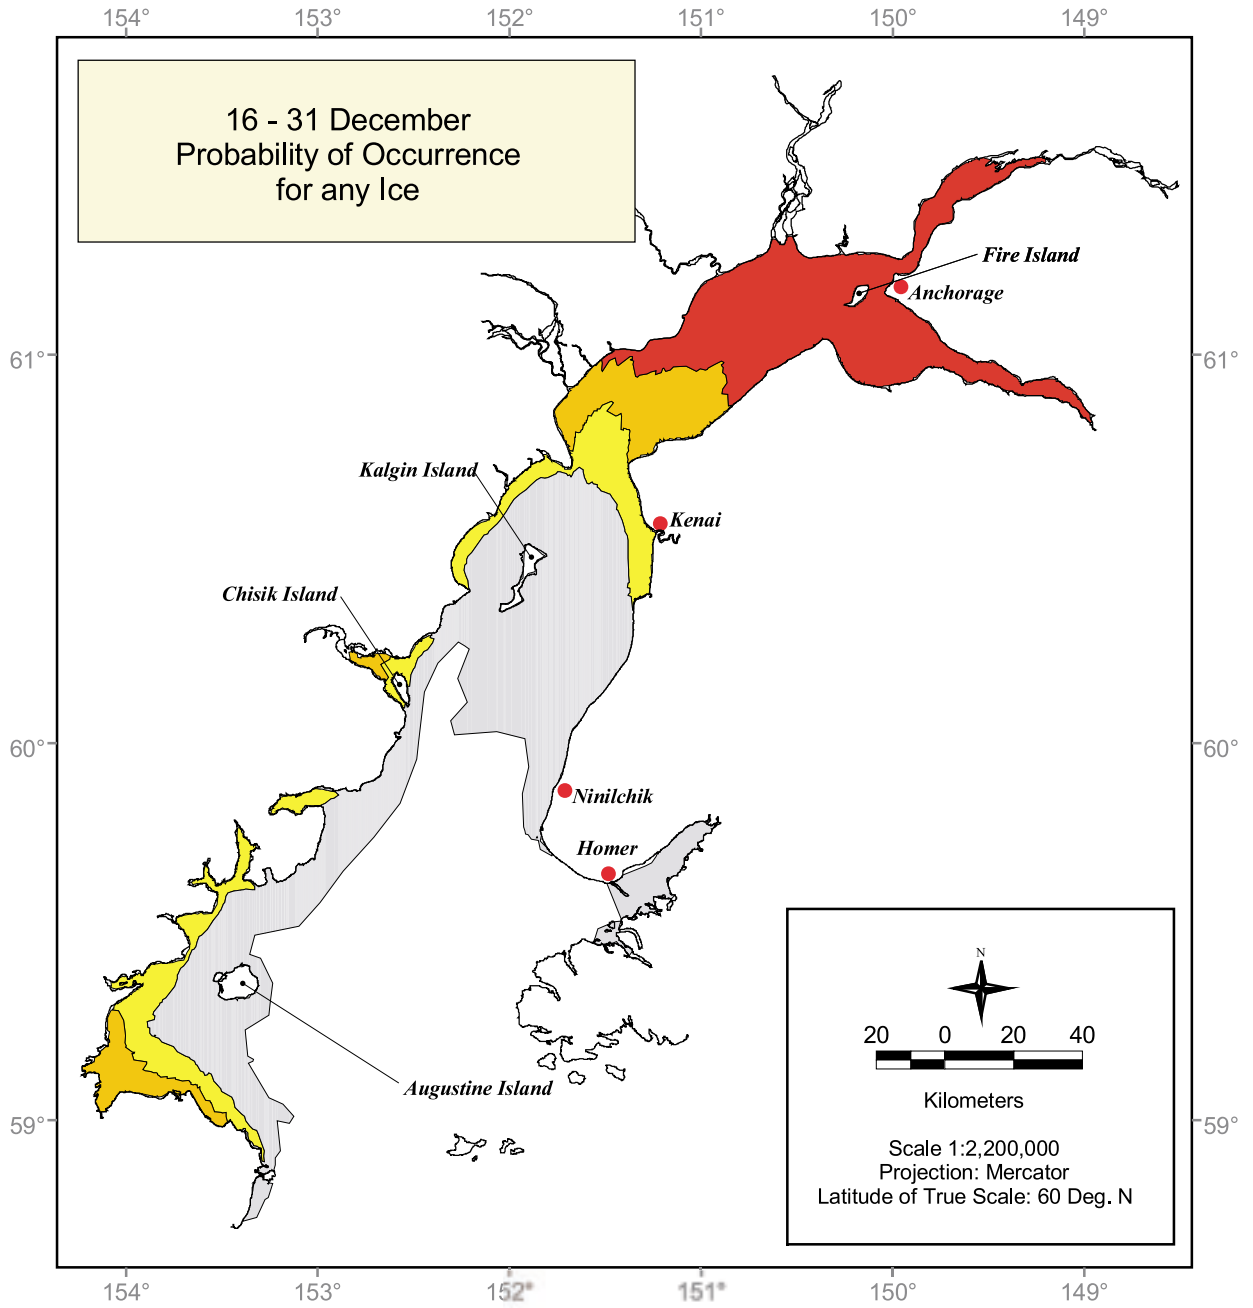 154° 153° 152° 151° 150° 149°
16 - 31 December
Probability of Occurrence
for any Ice
Fire Island
Anchorage
61° 61°
Kalgin Island
Kenai
Chisik Island
60° 60°
Ninilchik
Homer
N
20 0 20 40
Kilometers
Augustine Island
59° 59°
Scale 1:2,200,000
Projection: Mercator
Latitude of True Scale: 60 Deg. N
154° 153° 152° 151° 150° 149°